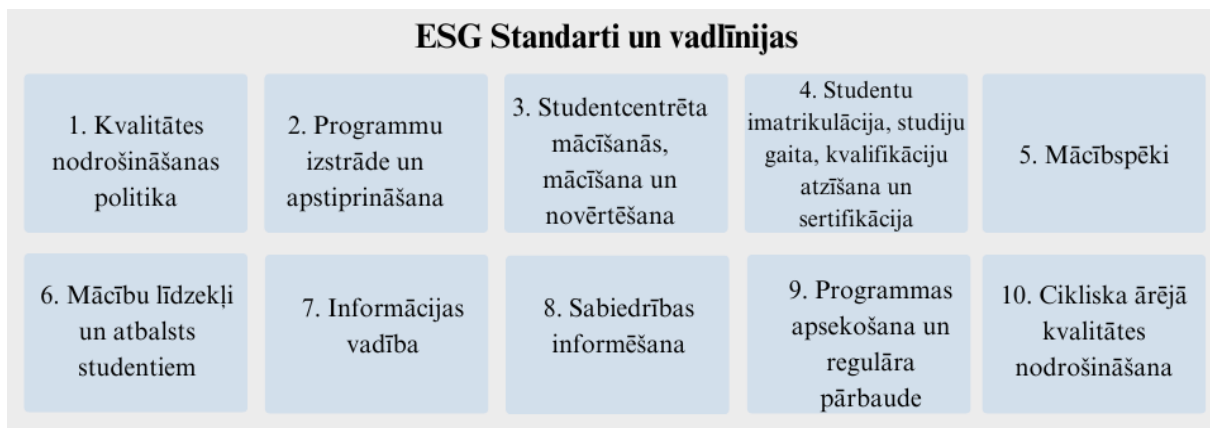 ESG Standarti un vadlīnijas
1. Kvalitātes
nodrošināšanas
politika
2. Programmu
izstrāde un
apstiprināšana
3. Studentcentrēta
mācīšanās,
mācīšana un
novērtēšana
4. Studentu
imatrikulācija, studiju
gaita, kvalifikāciju
atzīšana un
sertifikācija
5. Mācībspēki
6. Mācību līdzekļi
un atbalsts
studentiem
7. Informācijas
vadība
8. Sabiedrības
informēšana
9. Programmas
apsekošana un
regulāra
pārbaude
10. Cikliska ārējā
kvalitātes
nodrošināšana